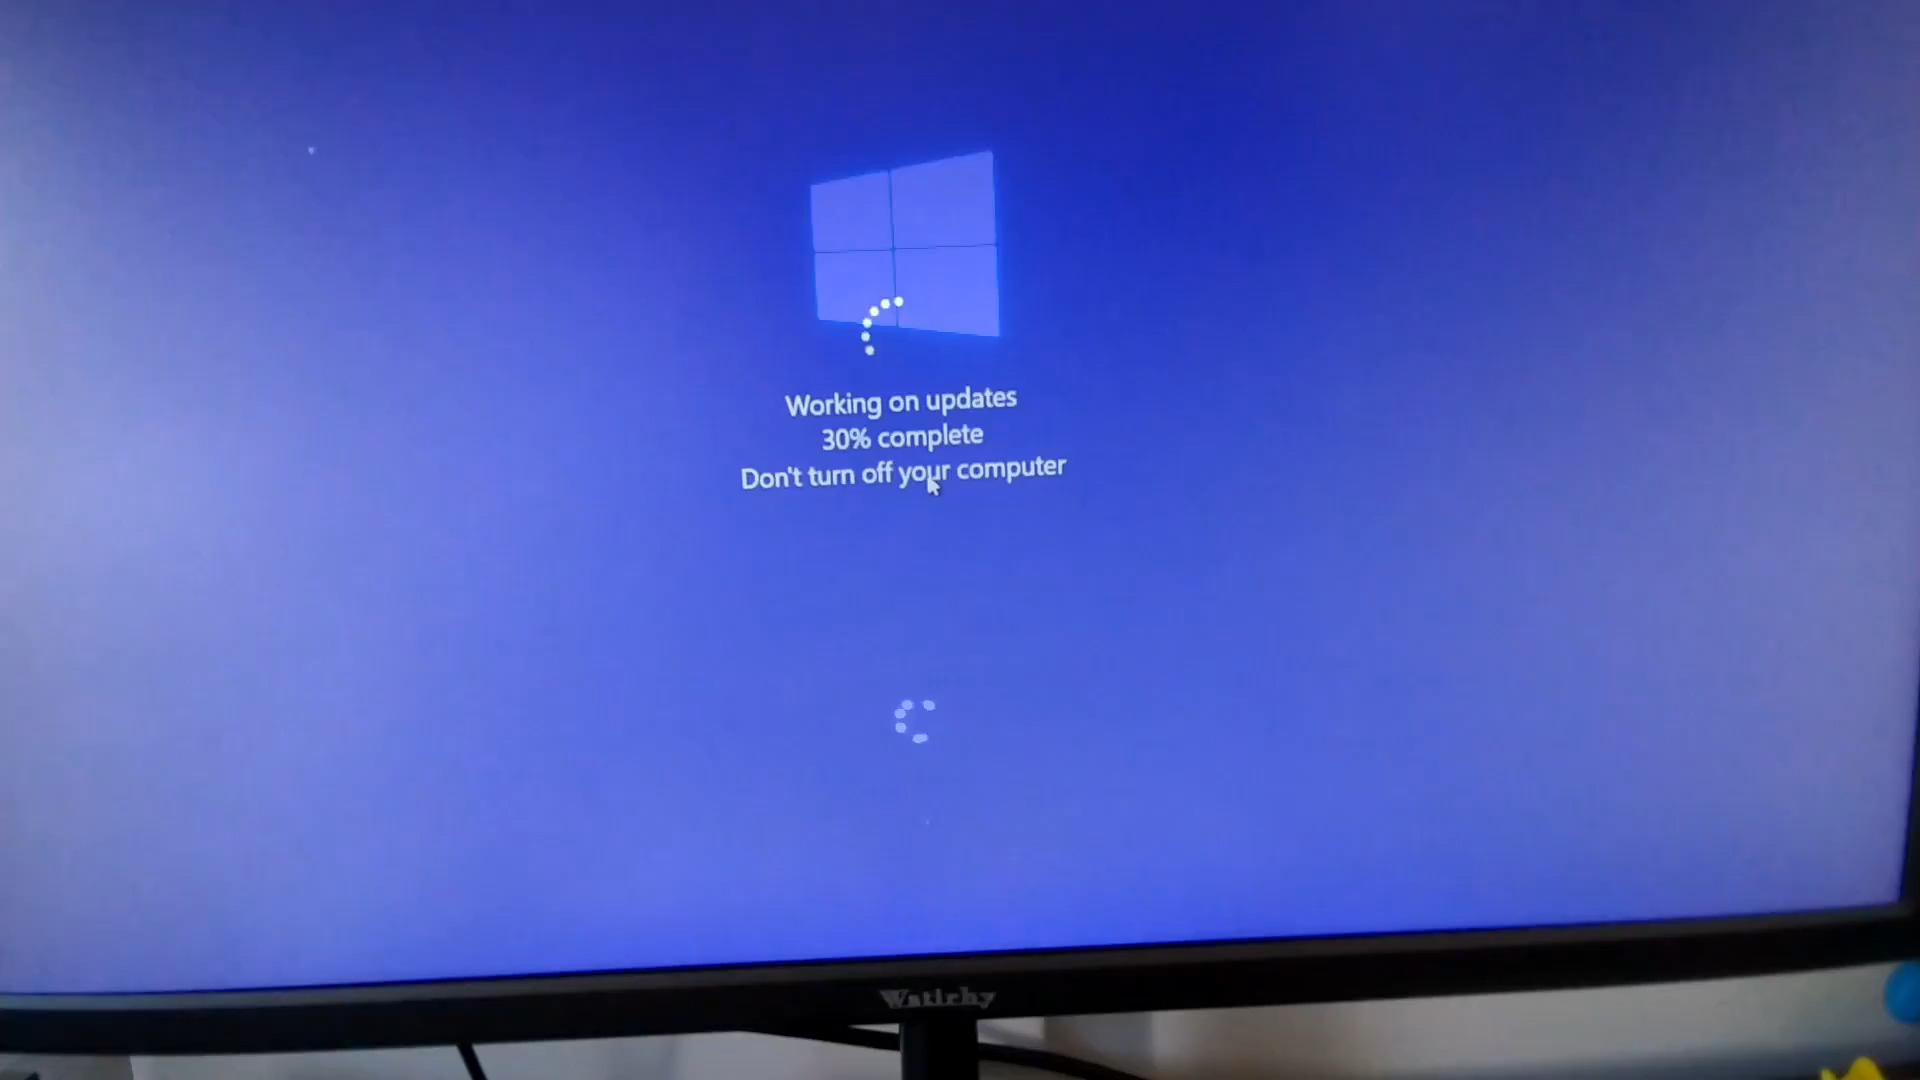 Working on updates
30% complete
Don't turn off your computer